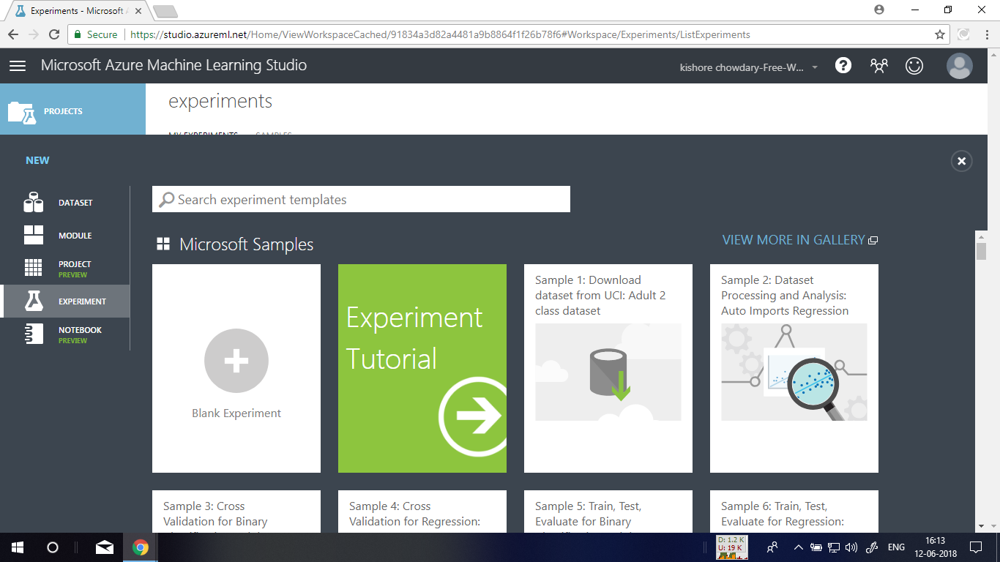 Experiments - Microsoft A
Secure
https://studio.azureml.net/Home/ViewWorkspaceCached/91834a3d82a4481a9b8864f1f26b78f6#Workspace/Experiments/ListExperiments
Microsoft Azure Machine Learning Studio
kishore chowdary-Free-W...
PROJECTS
experiments
MY EXPERIMENTS SAMPLES
NEW
DATASET
MODULE
PROJECT
PREVIEW
EXPERIMENT
NOTEBOOK
PREVIEW
Search experiment templates
Microsoft Samples
VIEW MORE IN GALLERY
Blank Experiment
Experiment
Tutorial
Sample 1: Download
dataset from UCI: Adult 2
class dataset
Sample 2: Dataset
Processing and Analysis:
Auto Imports Regression
Sample 3: Cross
Validation for Binary
Sample 4: Cross
Validation for Regression:
Sample 5: Train, Test,
Evaluate for Binary
Sample 6: Train, Test,
Evaluate for Regression:
D: 1.2 K
U: 19 K
ENG
16:13
12-06-2018